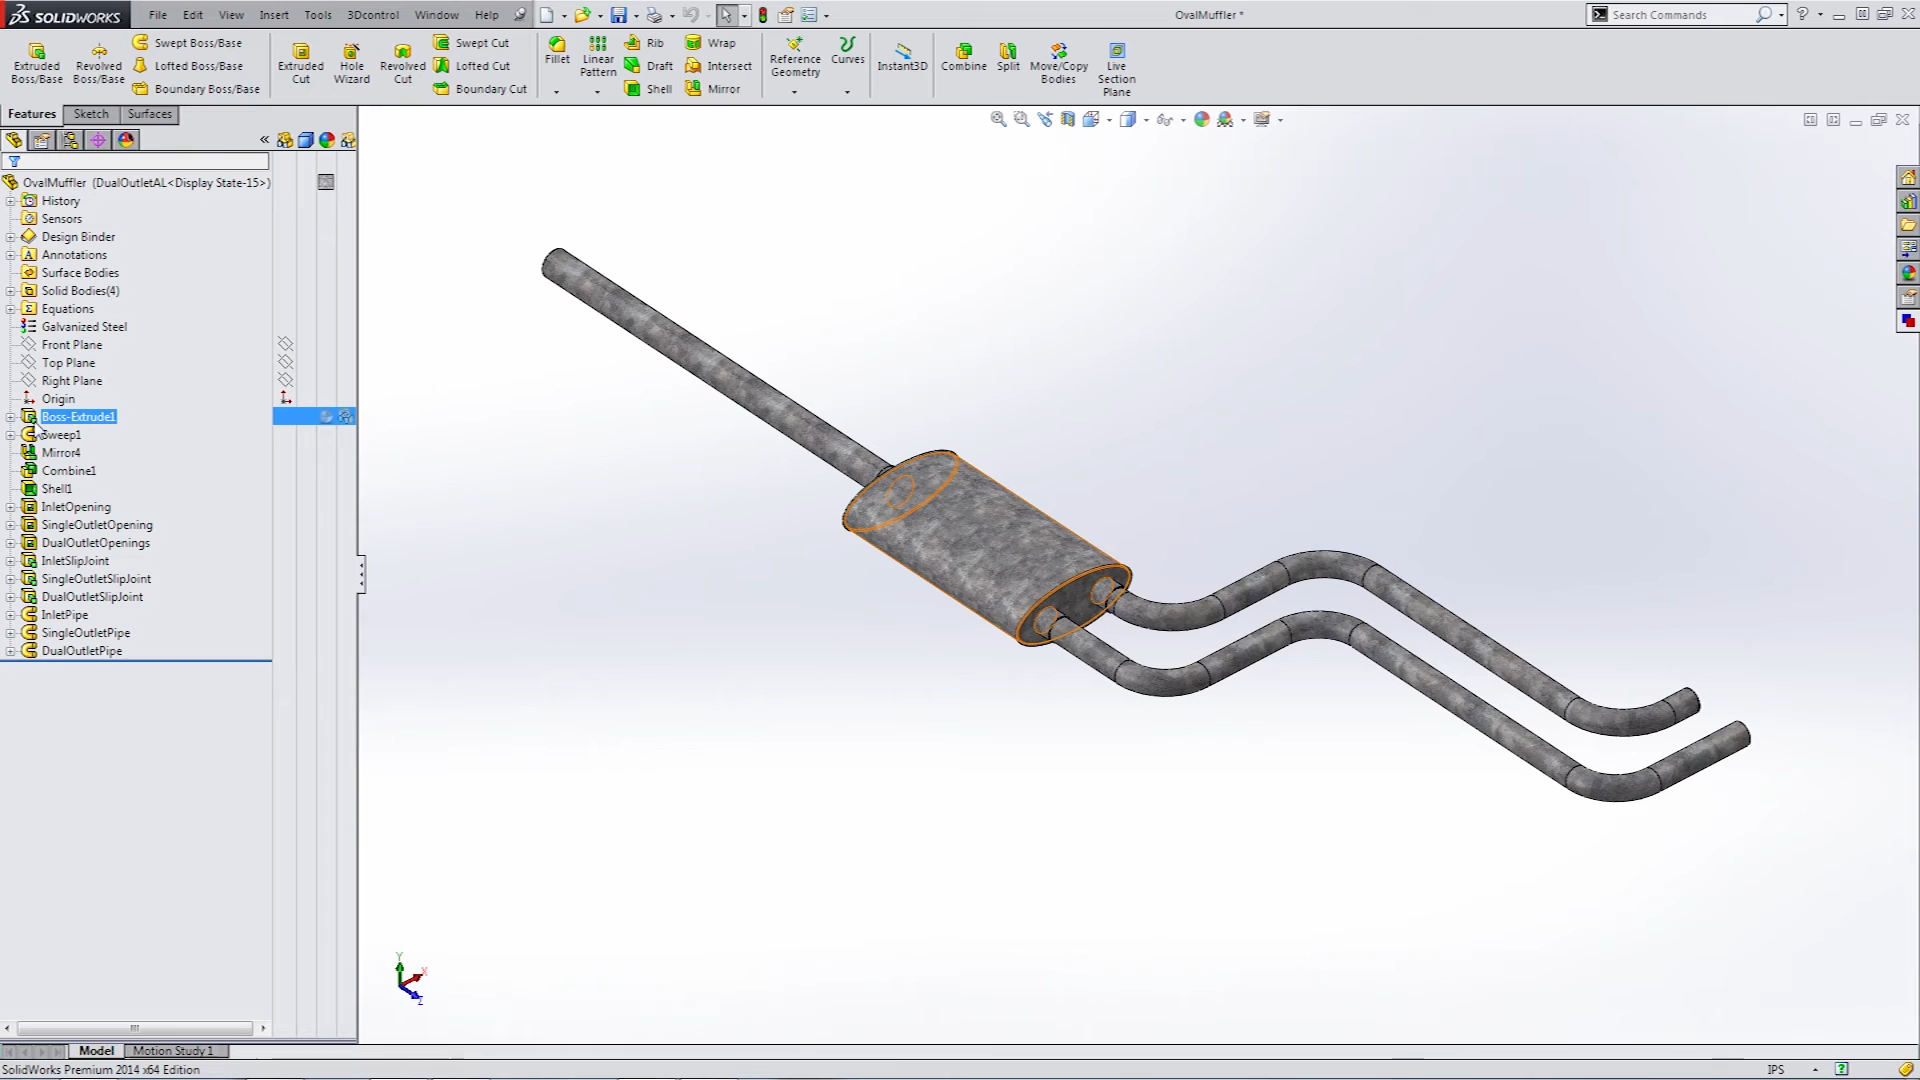 SOLIDWORKS File Edit View Insert Tools 3Dcontrol Window Help OvalMuffler * Search Commands
Extruded Boss/Base
Revolved Boss/Base
Swept Boss/Base
Lofted Boss/Base
Boundary Boss/Base
Extruded Cut
Hole Wizard
Revolved Cut
Swept Cut
Lofted Cut
Boundary Cut
Fillet
Linear Pattern
Rib
Draft
Shell
Wrap
Intersect
Mirror
Reference Geometry
Curves
Instant3D
Combine
Split
Move/Copy Bodies
Live Section Plane
Features Sketch Surfaces
OvalMuffler (DualOutletAL<Display State-15>)
History
Sensors
Design Binder
Annotations
Surface Bodies
Solid Bodies(4)
Equations
Galvanized Steel
Front Plane
Top Plane
Right Plane
Origin
Boss-Extrude1
Sweep1
Mirror4
Combine1
Shell1
InletOpening
SingleOutletOpening
DualOutletOpenings
InletSlipJoint
SingleOutletSlipJoint
DualOutletSlipJoint
InletPipe
SingleOutletPipe
DualOutletPipe
Y
X
Z
Model Motion Study 1
SolidWorks Premium 2014 x64 Edition IPS